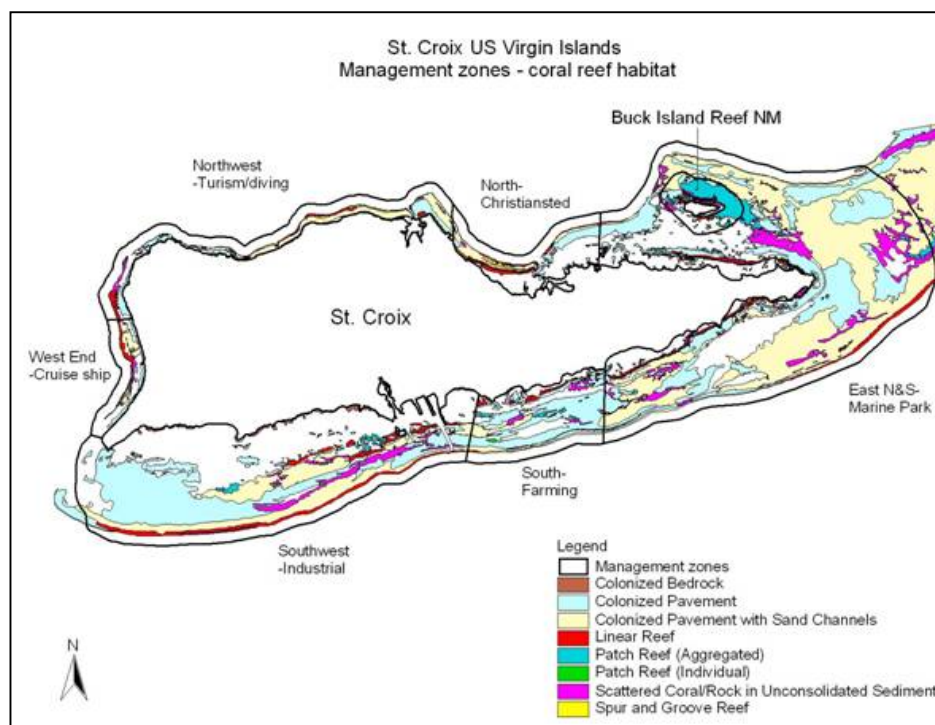 St. Croix US Virgin Islands
Management zones - coral reef habitat
Buck Island Reef NM
Northwest
-Turism/diving
North-
Christiansted
St. Croix
West End
-Cruise ship
East N&S-
Marine Park
South-
Farming
Southwest
-Industrial
Legend
Management zones
Colonized Bedrock
Colonized Pavement
Colonized Pavement with Sand Channels
Linear Reef
Patch Reef (Aggregated)
Patch Reef (Individual)
Scattered Coral/Rock in Unconsolidated Sediment
Spur and Groove Reef
N